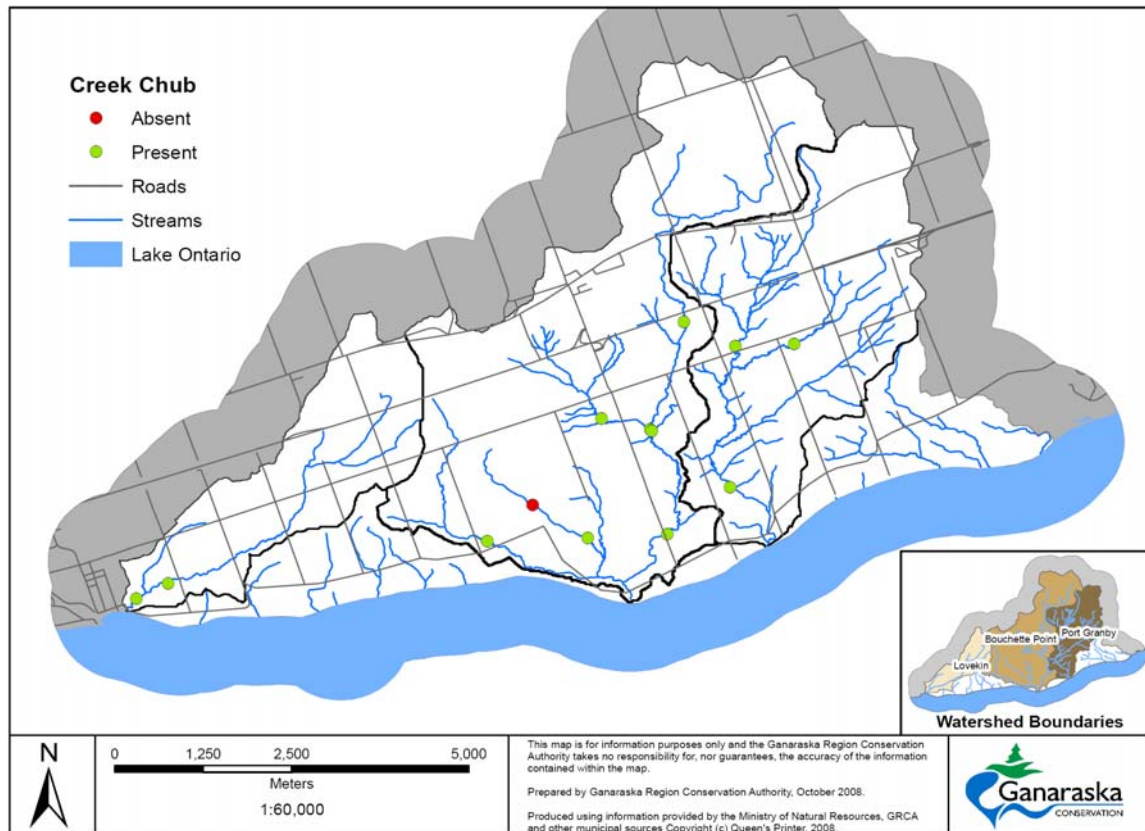 Creek Chub
Absent
Present
Roads
Streams
Lake Ontario
Bouchette Point
Port Granby
Lovekin
Watershed Boundaries
N
0 1,250 2,500 5,000
Meters
1:60,000
This map is for information purposes only and the Ganaraska Region Conservation
Authority takes no responsibility for, nor guarantees, the accuracy of the information
contained within the map.
Prepared by Ganaraska Region Conservation Authority, October 2008.
Produced using information provided by the Ministry of Natural Resources, GRCA
and other municipal sources Copyright (c) Queen's Printer, 2008.
Ganaraska
CONSERVATION